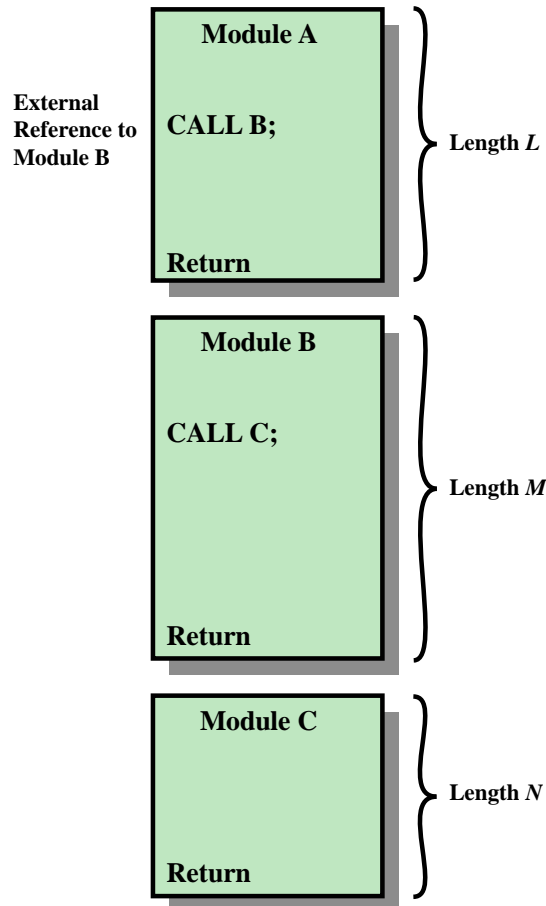 Module A
External
Reference to
Module B
CALL B;
Length L
Return
Module B
CALL C;
Length M
Return
Module C
Length N
Return